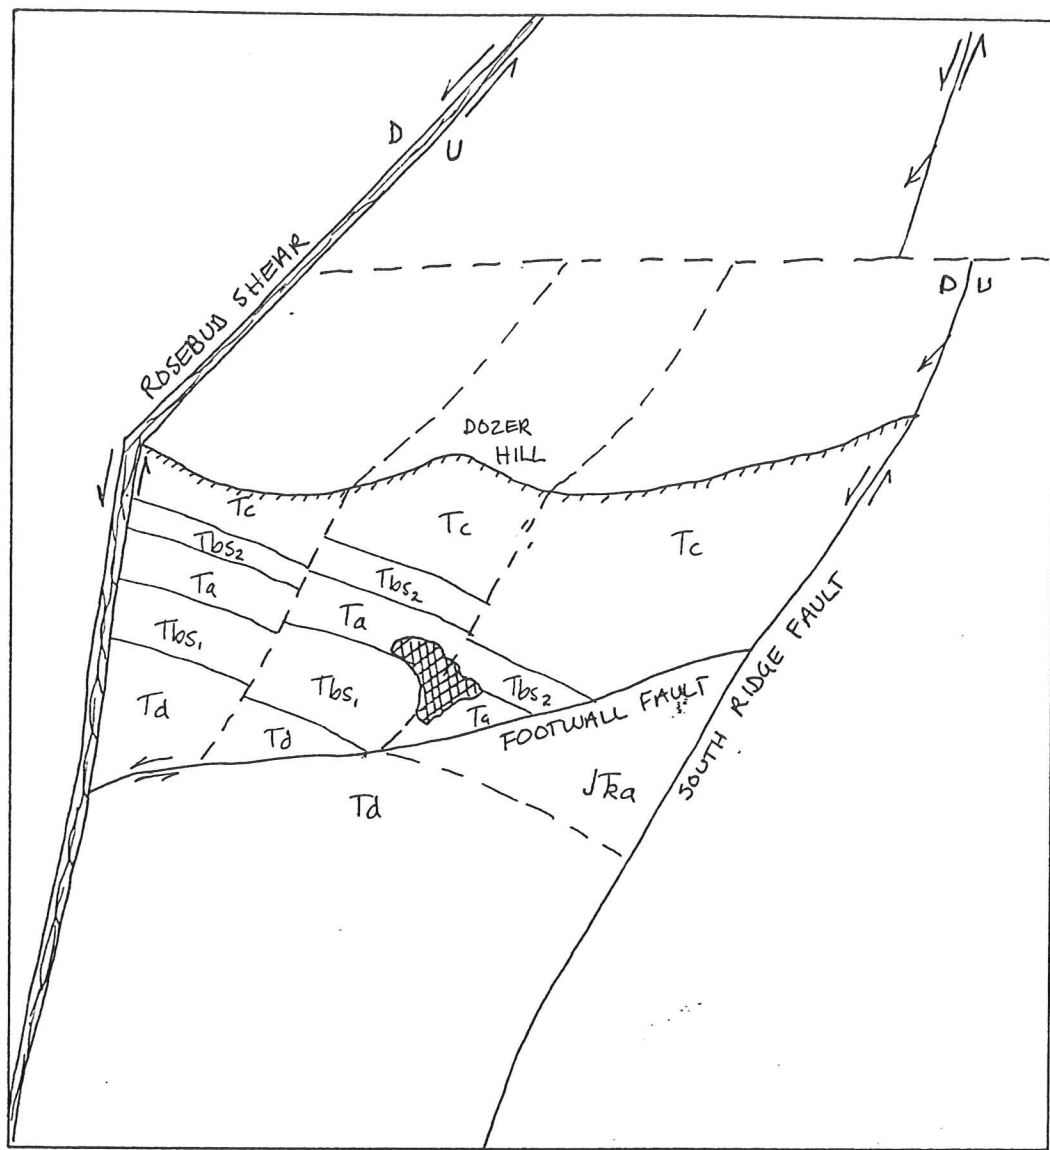 D
U
ROSEBUD SHEAR
D U
DOZER
HILL
Tc
Tc
Tc
Tbs₂
Tbs₂
Ta
Ta
Tbs₁
Tbs₁
Tbs₂
Td
Td
Ta
FOOTWALL FAULT
SOUTH RIDGE FAULT
Td